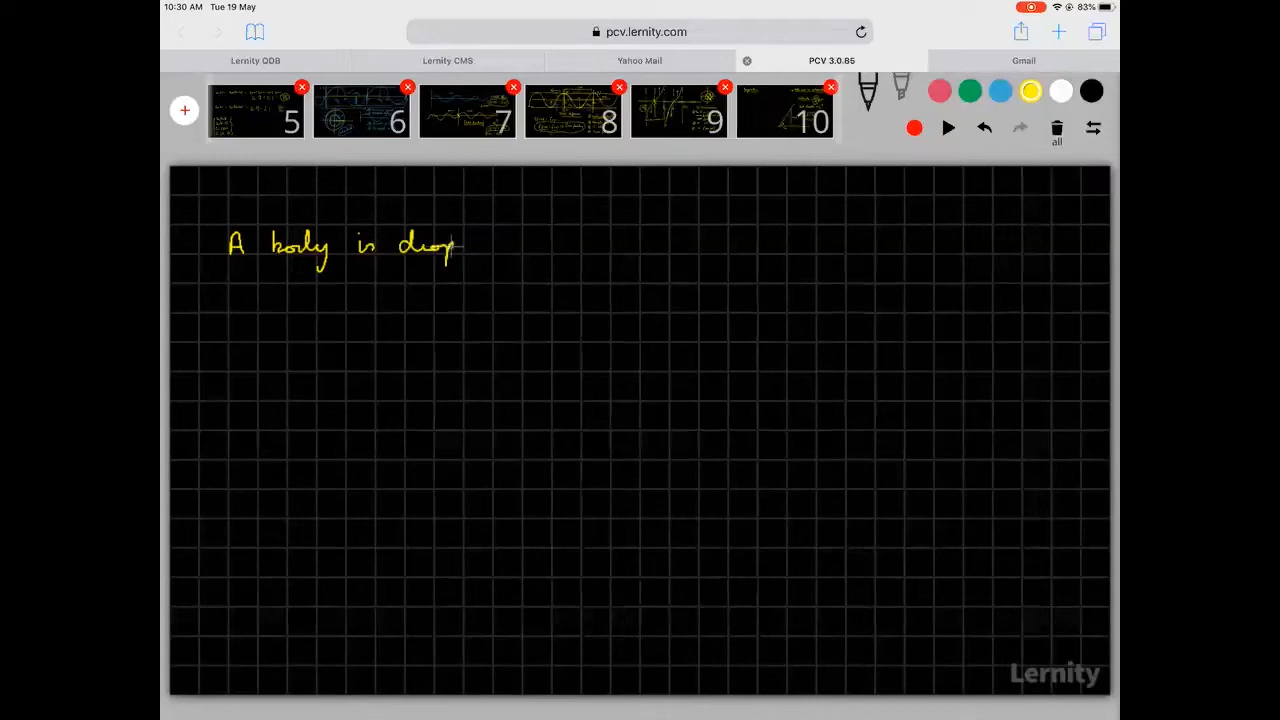 10:30 AM Tue 19 May
83%
pcv.lernity.com
Lernity QDB
Lernity CMS
Yahoo Mail
PCV 3.0.85
Gmail
5
6
7
8
9
10
all
A body is drop
Lernity